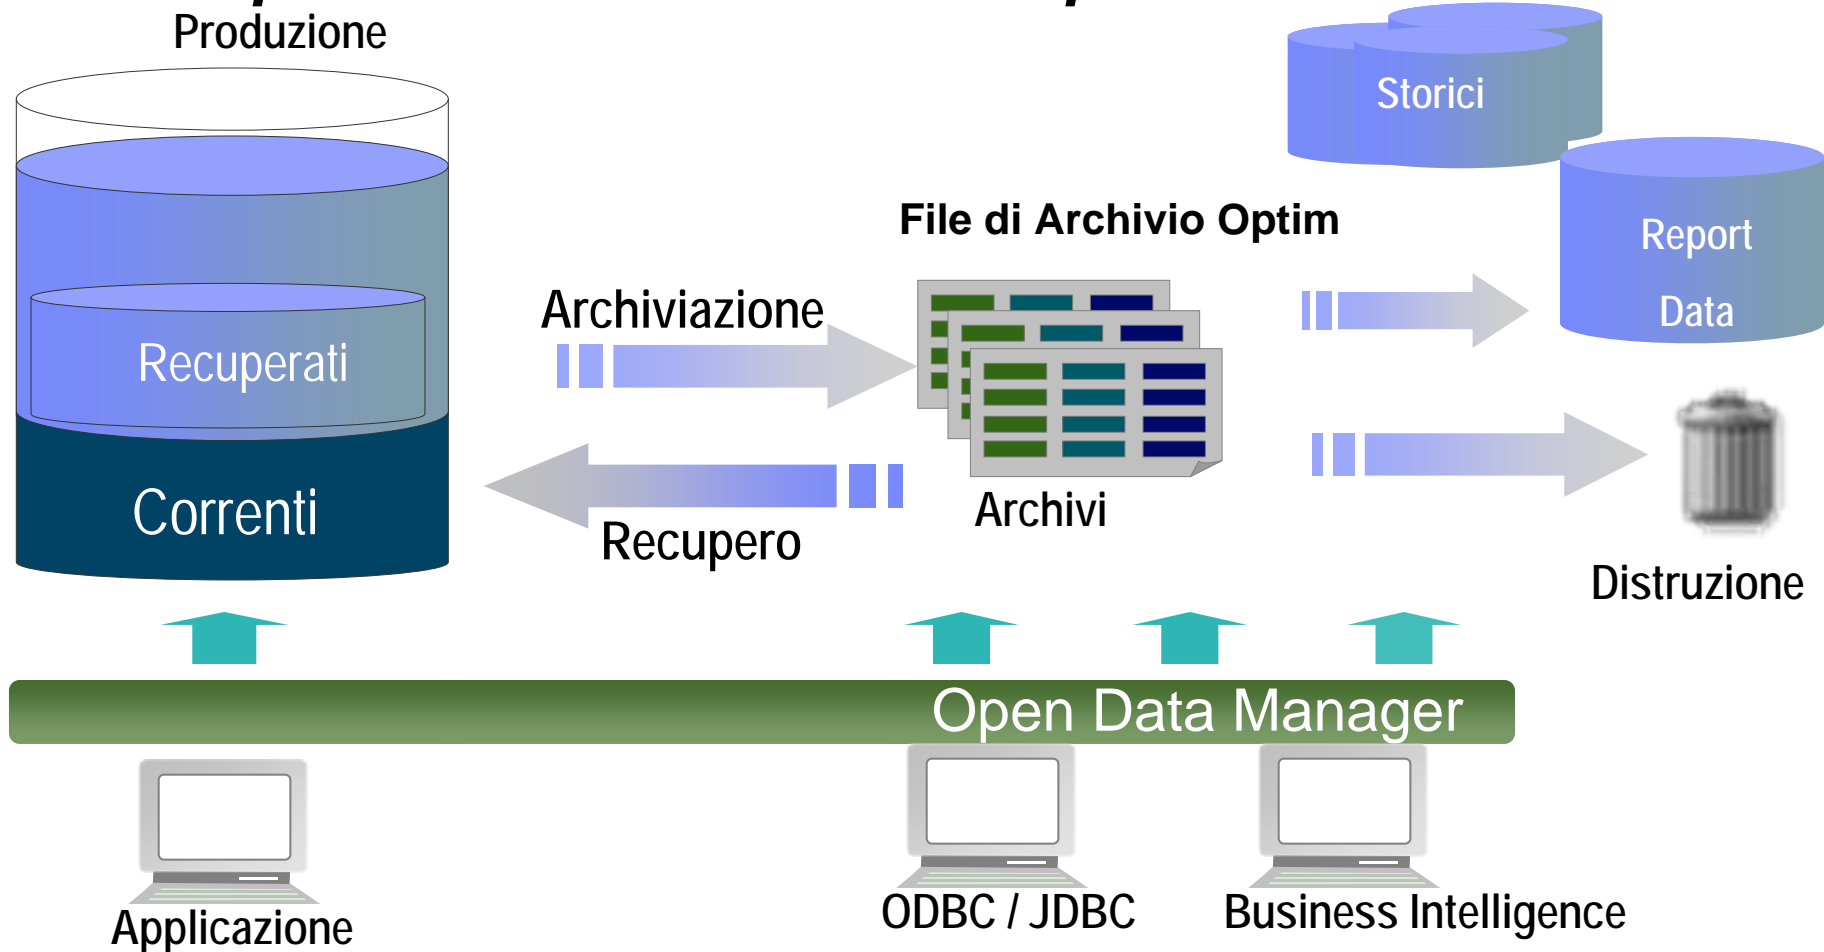 Produzione
Storici
File di Archivio Optim
Report
Data
Archiviazione
Recuperati
Correnti
Archivi
Recupero
Distruzione
Open Data Manager
Applicazione
ODBC / JDBC
Business Intelligence